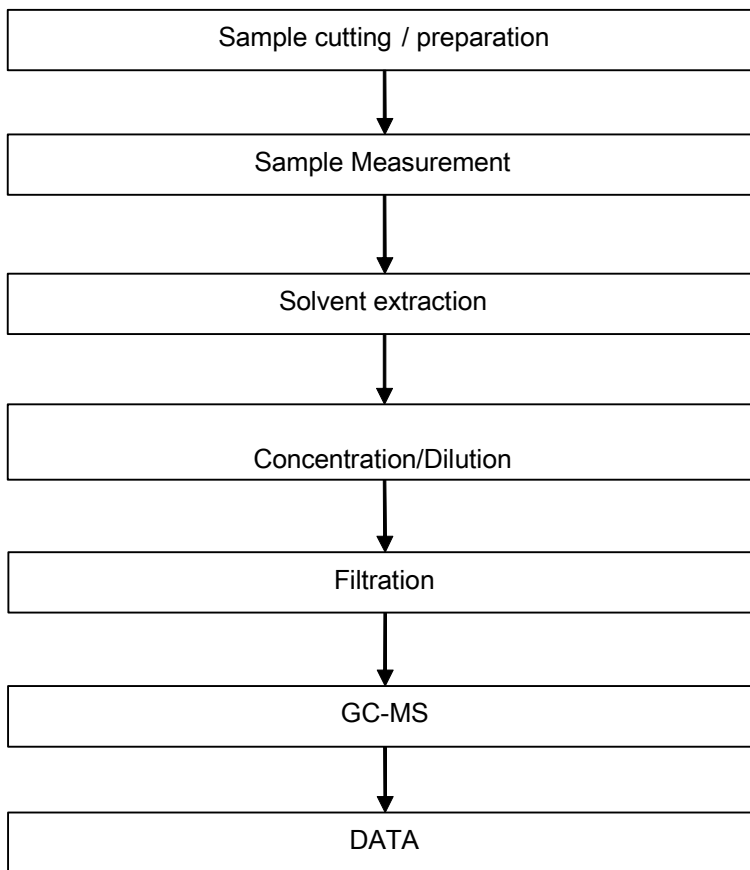 Sample cutting / preparation
Sample Measurement
Solvent extraction
Concentration/Dilution
Filtration
GC-MS
DATA